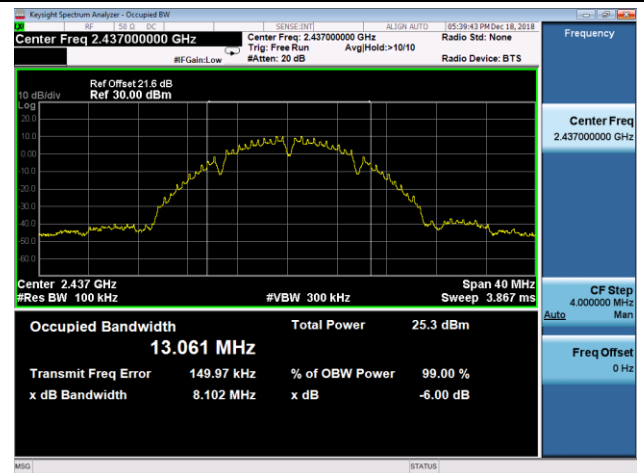 Keysight Spectrum Analyzer - Occupied BW
LXI RF 50 Ω DC SENSE:INT ALIGN AUTO 05:39:43 PM Dec 18, 2018
Center Freq 2.437000000 GHz
Center Freq: 2.437000000 GHz
Radio Std: None
Trig: Free Run Avg|Hold:>10/10
#IFGain:Low #Atten: 20 dB Radio Device: BTS
Ref Offset 21.6 dB
10 dB/div Ref 30.00 dBm
Log
20.0
10.0
0.00
-10.0
-20.0
-30.0
-40.0
-50.0
-60.0
Center 2.437 GHz Span 40 MHz
#Res BW 100 kHz #VBW 300 kHz Sweep 3.867 ms
Occupied Bandwidth Total Power 25.3 dBm
13.061 MHz
Transmit Freq Error 149.97 kHz % of OBW Power 99.00 %
x dB Bandwidth 8.102 MHz x dB -6.00 dB
MSG STATUS
Frequency
Center Freq
2.437000000 GHz
CF Step
4.000000 MHz
Auto Man
Freq Offset
0 Hz